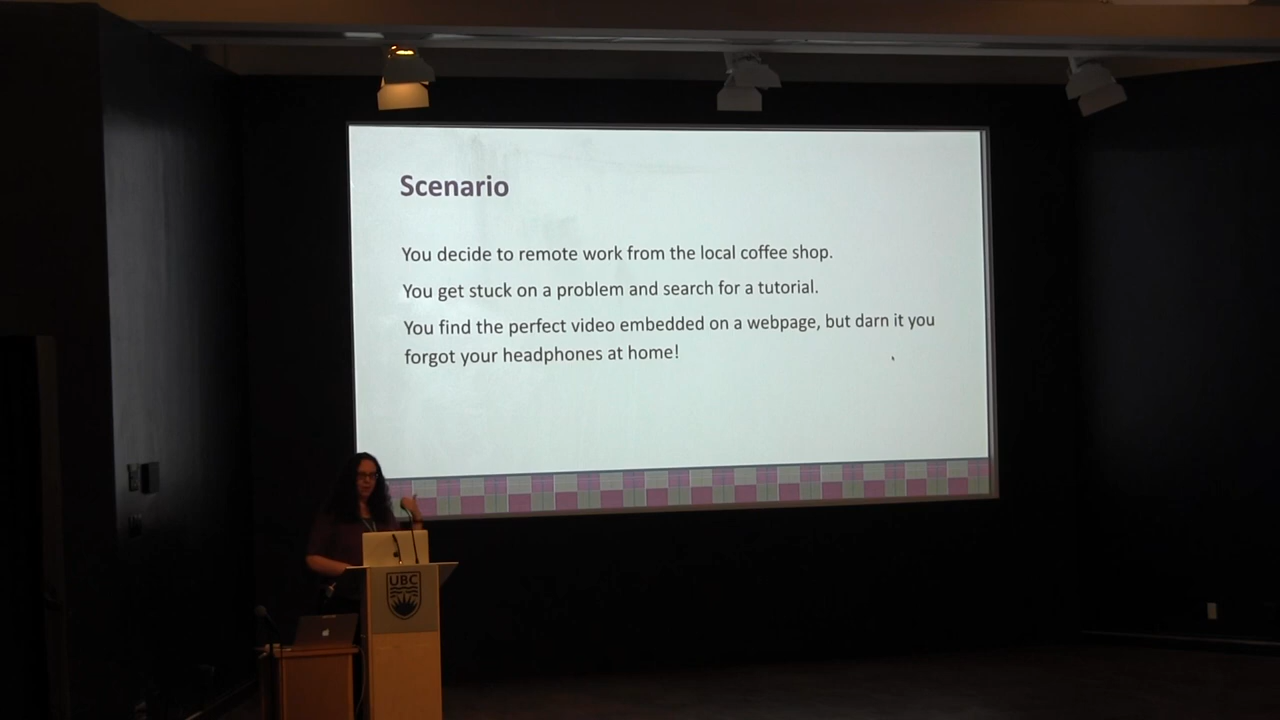 Scenario
You decide to remote work from the local coffee shop.
You get stuck on a problem and search for a tutorial.
You find the perfect video embedded on a webpage, but darn it you
forgot your headphones at home!
UBC